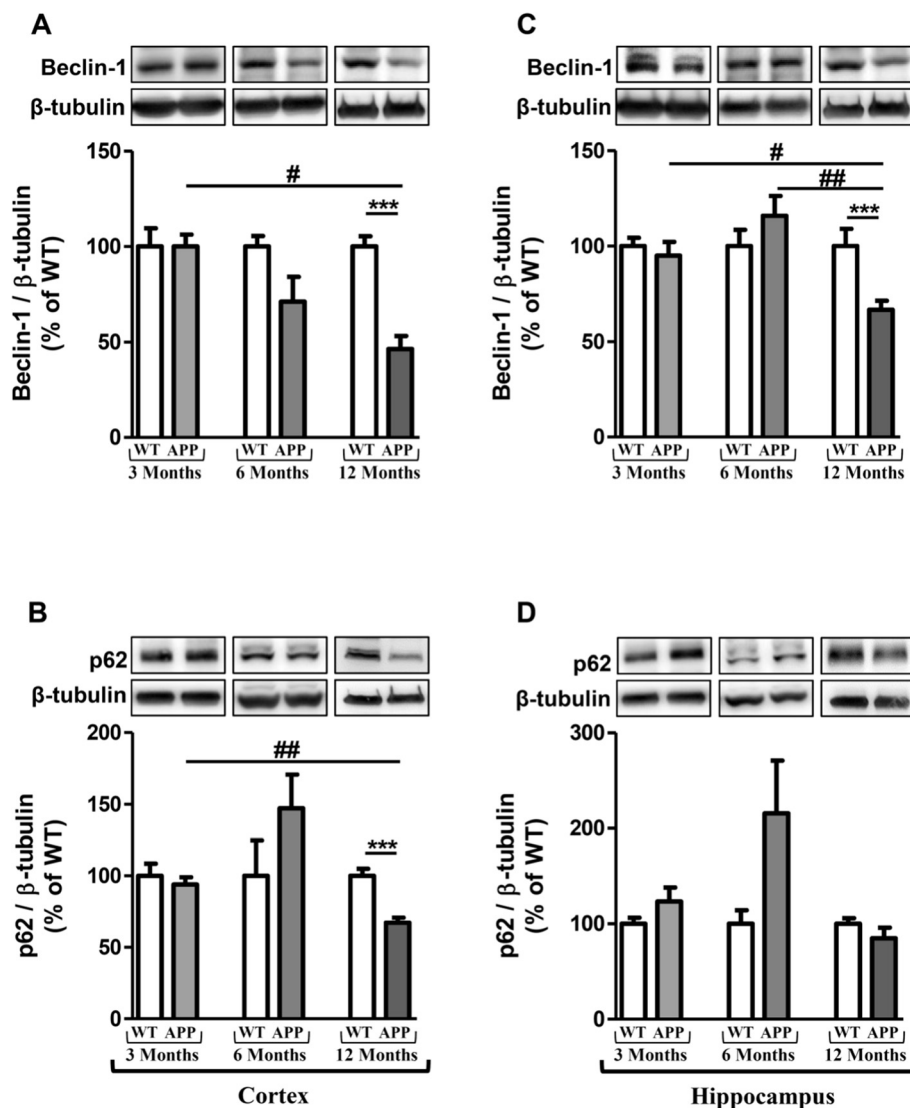 A
Beclin-1
β-tubulin
Beclin-1 / β-tubulin
(% of WT)
150
100
50
0
#
***
WT APP WT APP WT APP
3 Months 6 Months 12 Months
C
Beclin-1
β-tubulin
Beclin-1 / β-tubulin
(% of WT)
150
100
50
0
#
##
***
WT APP WT APP WT APP
3 Months 6 Months 12 Months
B
p62
β-tubulin
p62 / β-tubulin
(% of WT)
200
150
100
50
0
##
***
WT APP WT APP WT APP
3 Months 6 Months 12 Months
Cortex
D
p62
β-tubulin
p62 / β-tubulin
(% of WT)
300
200
100
0
WT APP WT APP WT APP
3 Months 6 Months 12 Months
Hippocampus